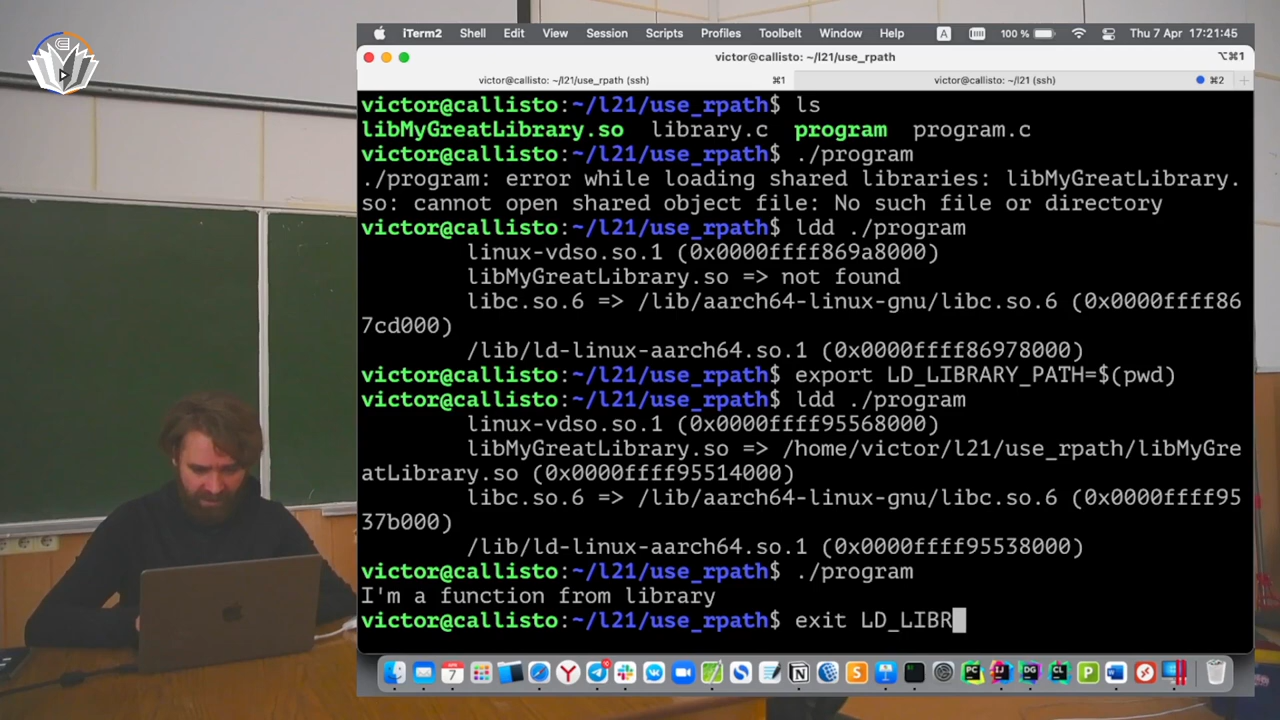 iTerm2 Shell Edit View Session Scripts Profiles Toolbelt Window Help A 100 % Thu 7 Apr 17:21:45
victor@callisto: ~/l21/use_rpath ⌥⌘1
victor@callisto: ~/l21/use_rpath (ssh) ⌘1 victor@callisto: ~/l21 (ssh) ⌘2
victor@callisto:~/l21/use_rpath$ ls
libMyGreatLibrary.so library.c program program.c
victor@callisto:~/l21/use_rpath$ ./program
./program: error while loading shared libraries: libMyGreatLibrary.
so: cannot open shared object file: No such file or directory
victor@callisto:~/l21/use_rpath$ ldd ./program
linux-vdso.so.1 (0x0000ffff869a8000)
libMyGreatLibrary.so => not found
libc.so.6 => /lib/aarch64-linux-gnu/libc.so.6 (0x0000ffff86
7cd000)
/lib/ld-linux-aarch64.so.1 (0x0000ffff86978000)
victor@callisto:~/l21/use_rpath$ export LD_LIBRARY_PATH=$(pwd)
victor@callisto:~/l21/use_rpath$ ldd ./program
linux-vdso.so.1 (0x0000ffff95568000)
libMyGreatLibrary.so => /home/victor/l21/use_rpath/libMyGre
atLibrary.so (0x0000ffff95514000)
libc.so.6 => /lib/aarch64-linux-gnu/libc.so.6 (0x0000ffff95
37b000)
/lib/ld-linux-aarch64.so.1 (0x0000ffff95538000)
victor@callisto:~/l21/use_rpath$ ./program
I'm a function from library
victor@callisto:~/l21/use_rpath$ exit LD_LIBR
APR
7
10
S
PC
IJ
DG
CL
P
W